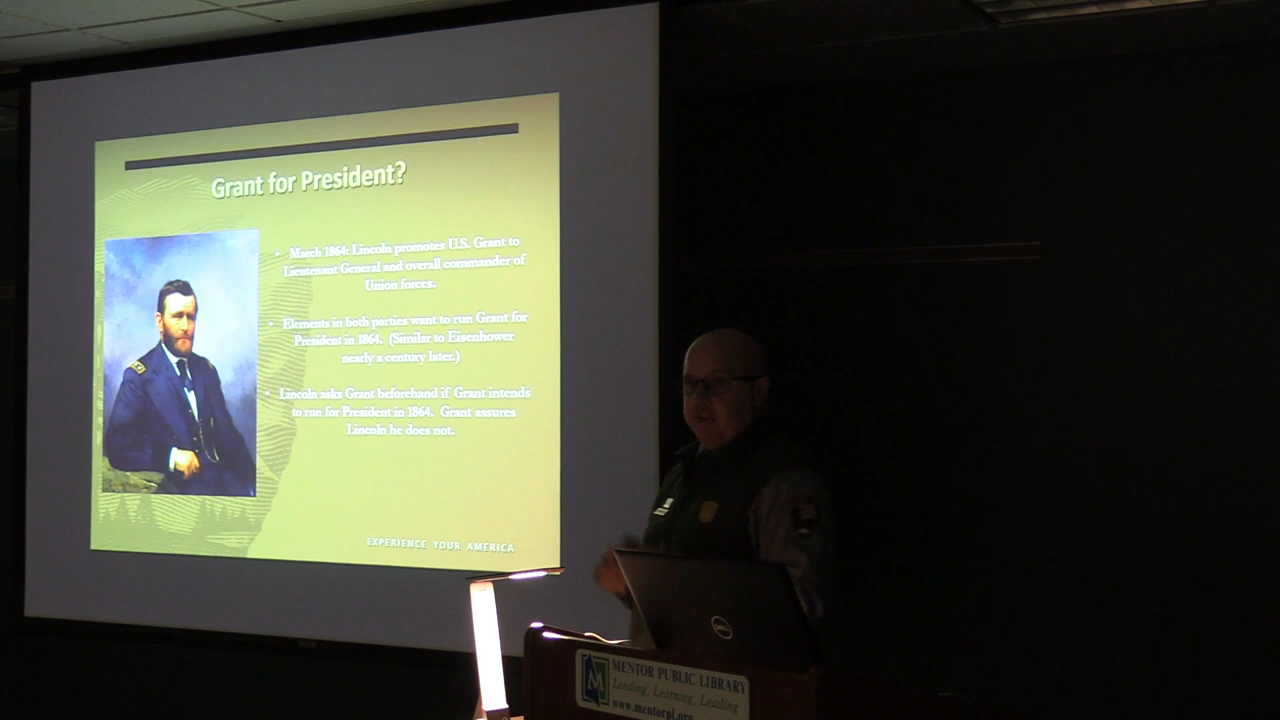 Grant for President?
• March 1864: Lincoln promotes U.S. Grant to
Lieutenant General and overall commander of
Union forces.
• Elements in both parties want to run Grant for
President in 1864. (Similar to Eisenhower
nearly a century later.)
• Lincoln asks Grant beforehand if Grant intends
to run for President in 1864. Grant assures
Lincoln he does not.
EXPERIENCE YOUR AMERICA
DELL
M
MENTOR PUBLIC LIBRARY
Lending, Learning, Leading
www.mentorpl.org